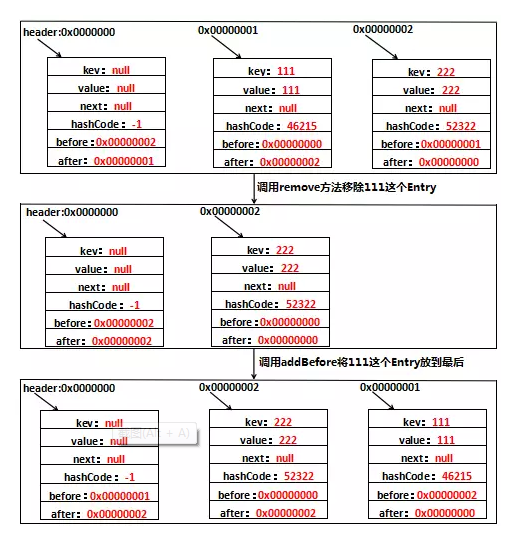 header:0x0000000 0x00000001 0x00000002
key：null key：111 key：222
value：null value：111 value：222
next：null next：null next：null
hashCode：-1 hashCode：46215 hashCode：52322
before：0x00000002 before：0x00000000 before：0x00000001
after：0x00000001 after：0x00000002 after：0x00000000
调用remove方法移除111这个Entry
header:0x0000000 0x00000002
key：null key：222
value：null value：222
next：null next：null
hashCode：-1 hashCode：52322
before：0x00000002 before：0x00000000
after：0x00000002 after：0x00000000
调用addBefore将111这个Entry放到最后
header:0x0000000 0x00000002 0x00000001
key：null key：222 key：111
value：null value：222 value：111
next：null next：null next：null
hashCode：-1 hashCode：52322 hashCode：46215
before：0x00000001 before：0x00000000 before：0x00000002
after：0x00000002 after：0x00000001 after：0x00000000